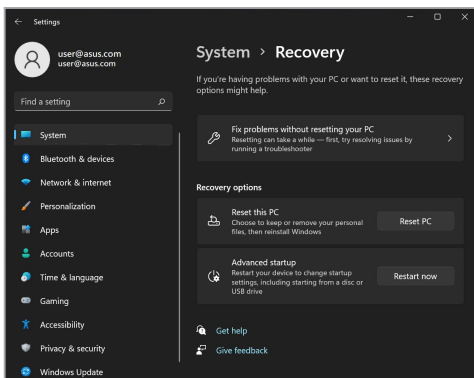 Settings
user@asus.com
user@asus.com
Find a setting
System
Bluetooth & devices
Network & internet
Personalization
Apps
Accounts
Time & language
Gaming
Accessibility
Privacy & security
Windows Update
System > Recovery
If you're having problems with your PC or want to reset it, these recovery
options might help.
Fix problems without resetting your PC
Resetting can take a while — first, try resolving issues by
running a troubleshooter
Recovery options
Reset this PC
Choose to keep or remove your personal
files, then reinstall Windows
Reset PC
Advanced startup
Restart your device to change startup
settings, including starting from a disc or
USB drive
Restart now
Get help
Give feedback